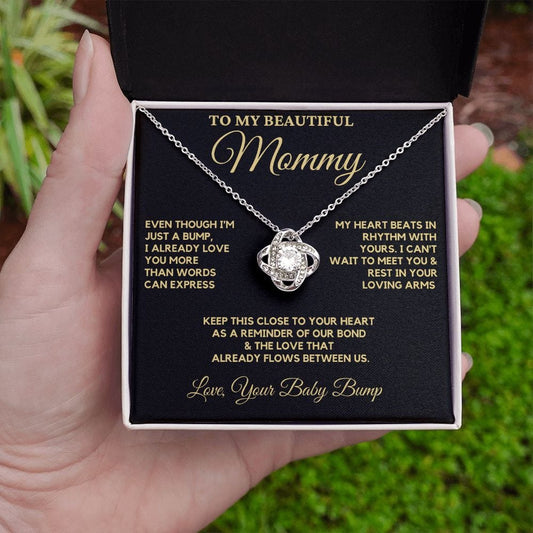 TO MY BEAUTIFUL
Mommy
EVEN THOUGH I'M
JUST A BUMP,
I ALREADY LOVE
YOU MORE
THAN WORDS
CAN EXPRESS
MY HEART BEATS IN
RHYTHM WITH
YOURS. I CAN'T
WAIT TO MEET YOU &
REST IN YOUR
LOVING ARMS
KEEP THIS CLOSE TO YOUR HEART
AS A REMINDER OF OUR BOND
& THE LOVE THAT
ALREADY FLOWS BETWEEN US.
Love, Your Baby Bump